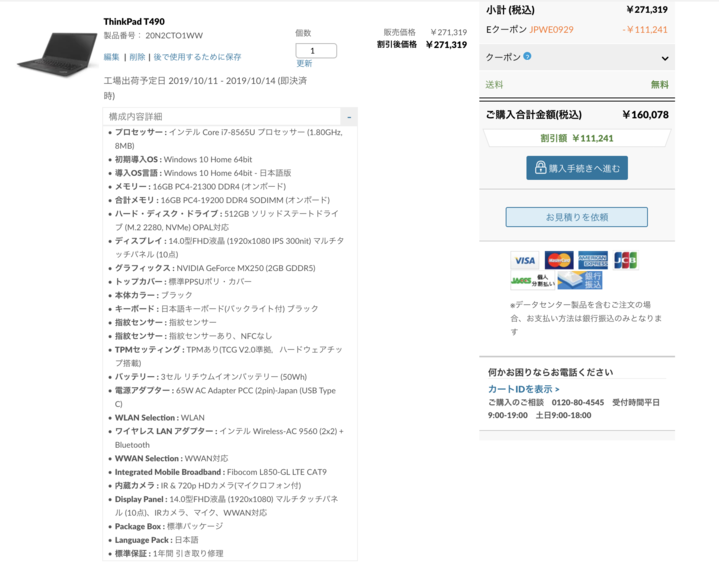 ThinkPad T490
製品番号： 20N2CTO1WW
編集 | 削除 | 後で使用するために保存
工場出荷予定日 2019/10/11 - 2019/10/14 (即決済
時)
個数
1
更新
販売価格 ￥271,319
割引後価格 ￥271,319
構成内容詳細 -
• プロセッサー : インテル Core i7-8565U プロセッサー (1.80GHz,
8MB)
• 初期導入OS : Windows 10 Home 64bit
• 導入OS言語 : Windows 10 Home 64bit - 日本語版
• メモリー : 16GB PC4-21300 DDR4 (オンボード)
• 合計メモリ : 16GB PC4-19200 DDR4 SODIMM (オンボード)
• ハード・ディスク・ドライブ : 512GB ソリッドステートドライ
ブ (M.2 2280, NVMe) OPAL対応
• ディスプレイ : 14.0型FHD液晶 (1920x1080 IPS 300nit) マルチタ
ッチパネル (10点)
• グラフィックス : NVIDIA GeForce MX250 (2GB GDDR5)
• トップカバー : 標準PPSUポリ・カバー
• 本体カラー : ブラック
• キーボード : 日本語キーボード(バックライト付) ブラック
• 指紋センサー : 指紋センサー
• 指紋センサー : 指紋センサーあり、NFCなし
• TPMセッティング : TPMあり(TCG V2.0準拠、ハードウェアチッ
プ搭載)
• バッテリー : 3セル リチウムイオンバッテリー (50Wh)
• 電源アダプター : 65W AC Adapter PCC (2pin)-Japan (USB Type
C)
• WLAN Selection : WLAN
• ワイヤレス LAN アダプター : インテル Wireless-AC 9560 (2x2) +
Bluetooth
• WWAN Selection : WWAN対応
• Integrated Mobile Broadband : Fibocom L850-GL LTE CAT9
• 内蔵カメラ : IR & 720p HDカメラ(マイクロフォン付)
• Display Panel : 14.0型FHD液晶 (1920x1080) マルチタッチパネ
ル (10点)、IRカメラ、マイク、WWAN対応
• Package Box : 標準パッケージ
• Language Pack : 日本語
• 標準保証 : 1年間 引き取り修理
小計 (税込) ￥271,319
Eクーポン JPWE0929 -￥111,241
クーポン ?
送料 無料
ご購入合計金額(税込) ￥160,078
割引額 ￥111,241
購入手続きへ進む
お見積りを依頼
VISA MasterCard AMERICAN EXPRESS JCB
JACCS 個人分割払い 銀行振込
※データセンター製品を含むご注文の場
合、お支払い方法は銀行振込のみとなりま
す
何かお困りならお電話ください
カートIDを表示 >
ご購入のご相談 0120-80-4545 受付時間平日
9:00-19:00 土日9:00-18:00